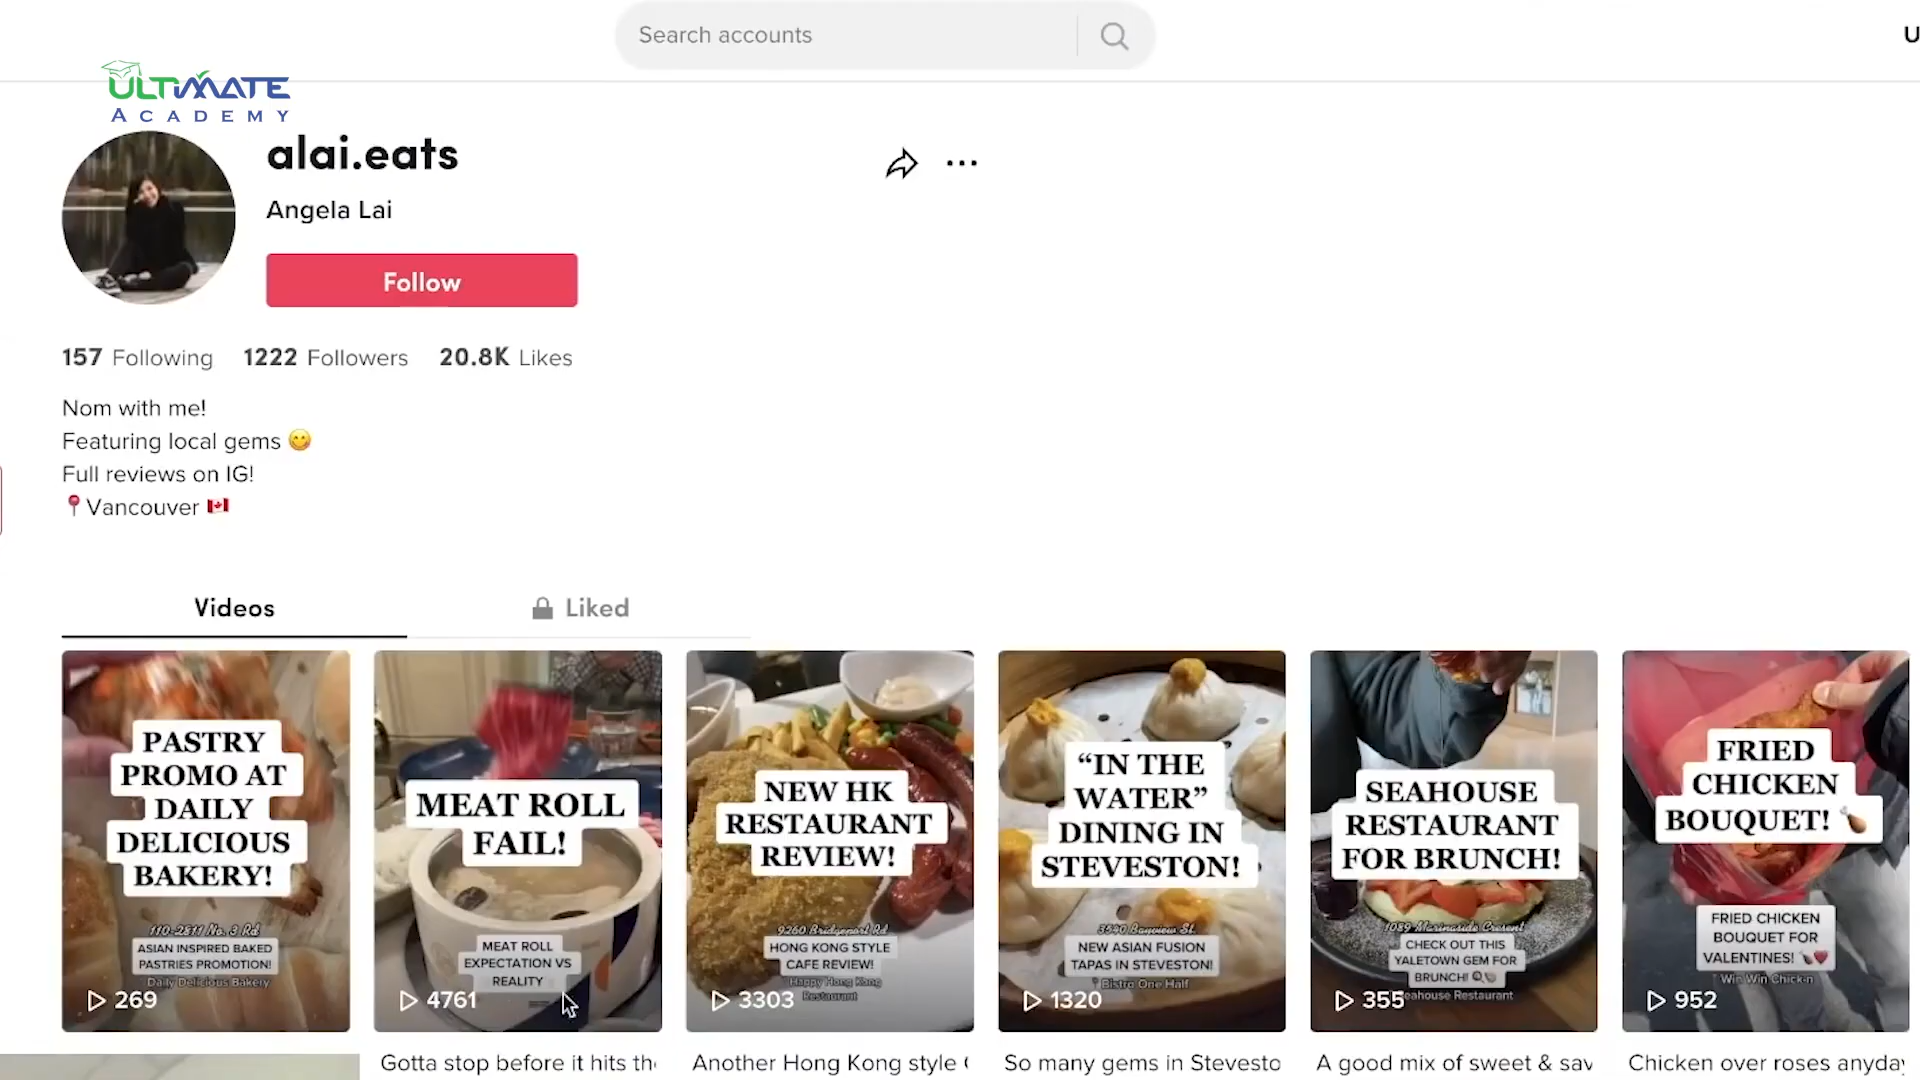 Search accounts
U
ULTiMATE
ACADEMY
alai.eats
Angela Lai
Follow
157 Following 1222 Followers 20.8K Likes
Nom with me!
Featuring local gems 😋
Full reviews on IG!
📍Vancouver 🇨🇦
Videos
Liked
PASTRY
PROMO AT
DAILY
DELICIOUS
BAKERY!
110-2811 No. 3 Rd
ASIAN INSPIRED BAKED
PASTRIES PROMOTION!
Daily Delicious Bakery
269
MEAT ROLL
FAIL!
MEAT ROLL
EXPECTATION VS
REALITY
4761
Gotta stop before it hits th
NEW HK
RESTAURANT
REVIEW!
9260 Bridgeport Rd
HONG KONG STYLE
CAFE REVIEW!
Happy Hong Kong
Restaurant
3303
Another Hong Kong style
“IN THE
WATER”
DINING IN
STEVESTON!
3540 Bayview St.
NEW ASIAN FUSION
TAPAS IN STEVESTON!
Bistro One Half
1320
So many gems in Stevesto
SEAHOUSE
RESTAURANT
FOR BRUNCH!
1089 Marinaside Cresent
CHECK OUT THIS
YALETOWN GEM FOR
BRUNCH!
eahouse Restaurant
355
A good mix of sweet & sav
FRIED
CHICKEN
BOUQUET! 🍗
FRIED CHICKEN
BOUQUET FOR
VALENTINES! 🍗❤️
Win Win Chick-n
952
Chicken over roses anyday